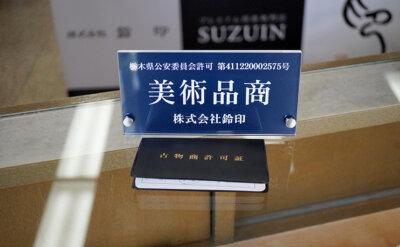 株式会社 鈴印
SUZUIN
栃木県公安委員会許可 第411220002575号
美術品商
株式会社鈴印
古物商許可証